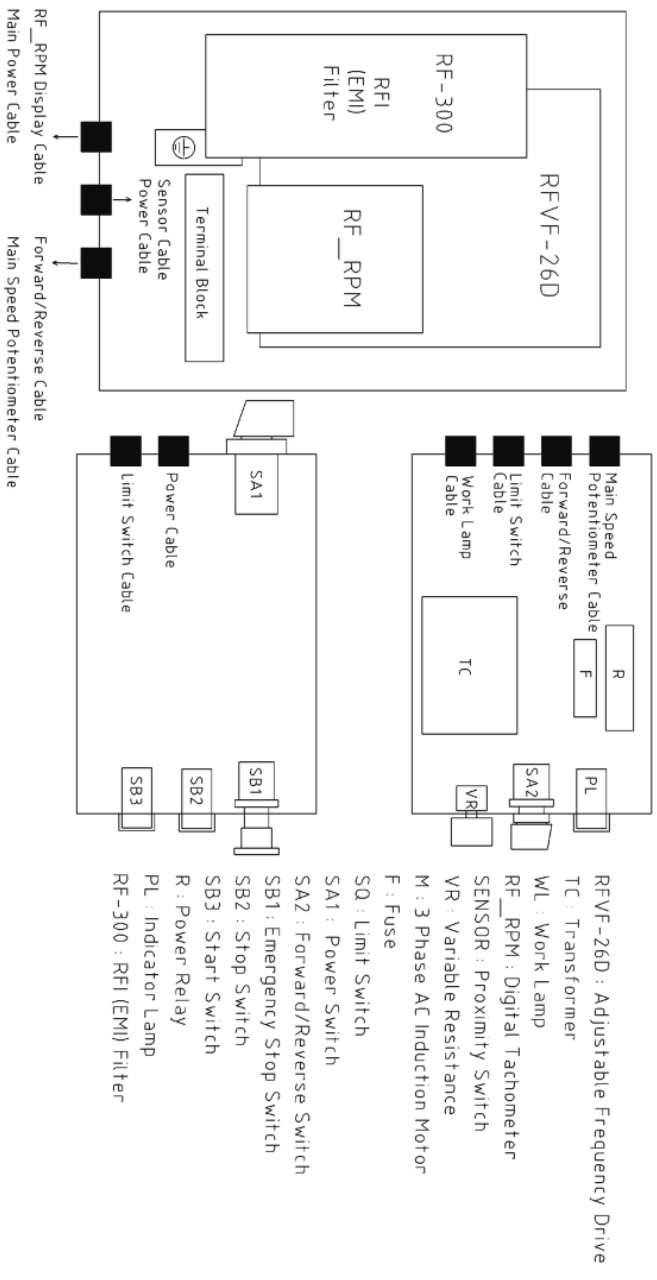 RF-300
RFI
(EMI)
Filter
RFVF-26D
RF_RPM
Terminal Block
Sensor Cable
Power Cable
RF_RPM Display Cable
Main Power Cable
Forward/Reverse Cable
Main Speed Potentiometer Cable
SA1
Power Cable
Limit Switch Cable
SB1
SB2
SB3
Main Speed
Potentiometer Cable
Forward/Reverse
Cable
Limit Switch
Cable
Work Lamp
Cable
R
F
TC
PL
SA2
VR
RFVF-26D : Adjustable Frequency Drive
TC : Transformer
WL : Work Lamp
RF_RPM : Digital Tachometer
SENSOR : Proximity Switch
VR : Variable Resistance
M : 3 Phase AC Induction Motor
F : Fuse
SQ : Limit Switch
SA1 : Power Switch
SA2 : Forward/Reverse Switch
SB1 : Emergency Stop Switch
SB2 : Stop Switch
SB3 : Start Switch
R : Power Relay
PL : Indicator Lamp
RF-300 : RFI (EMI) Filter